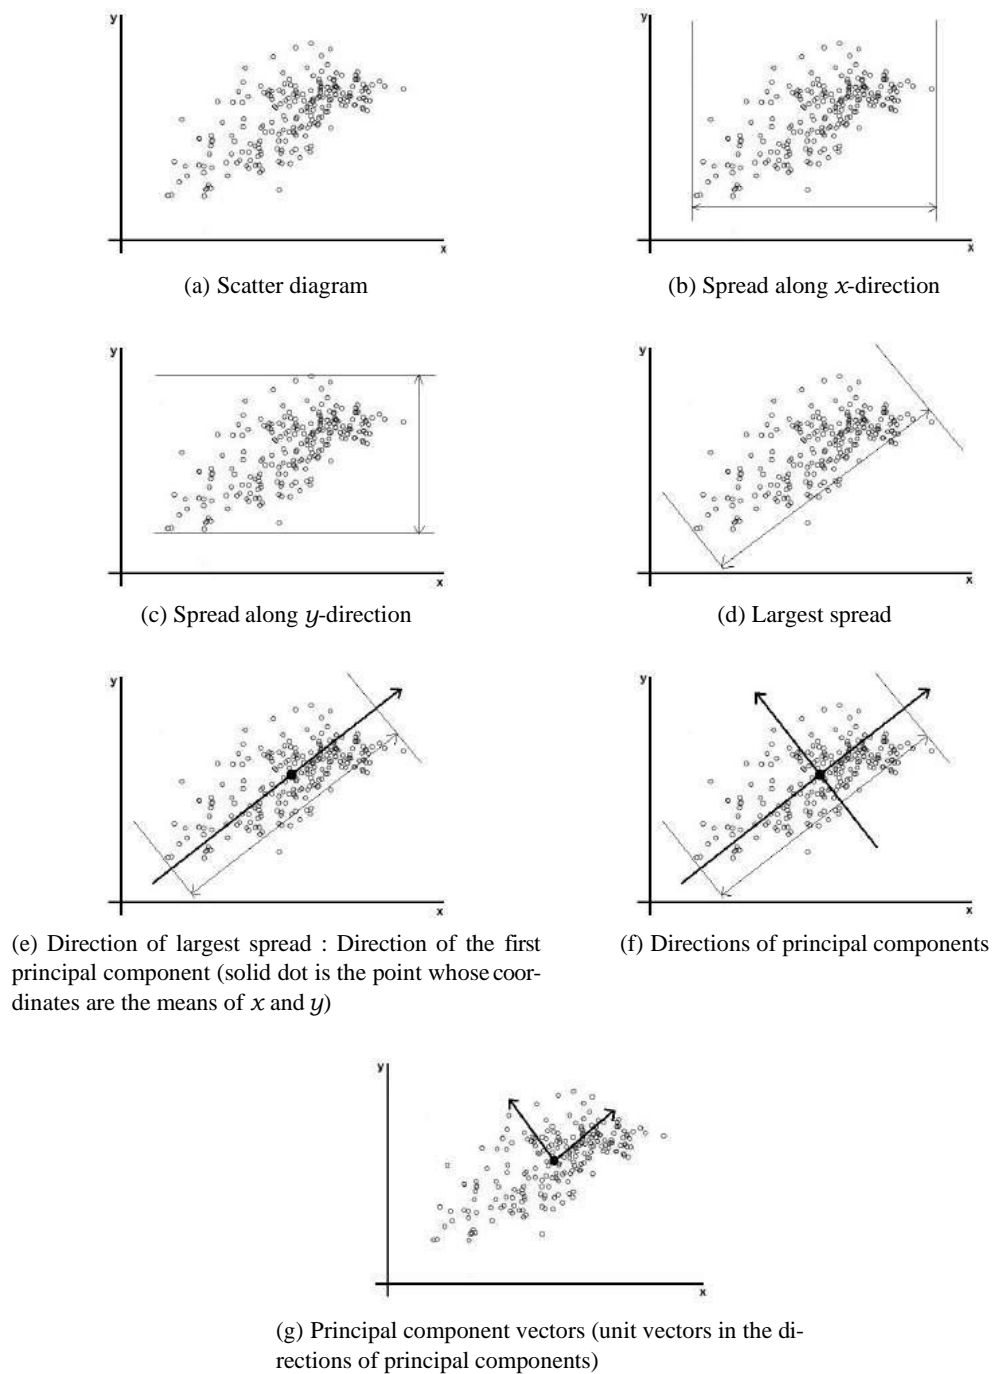 y
x
(a) Scatter diagram
y
x
(b) Spread along x-direction
y
x
(c) Spread along y-direction
y
x
(d) Largest spread
y
x
(e) Direction of largest spread : Direction of the first
principal component (solid dot is the point whose coor-
dinates are the means of x and y)
y
x
(f) Directions of principal components
y
x
(g) Principal component vectors (unit vectors in the di-
rections of principal components)